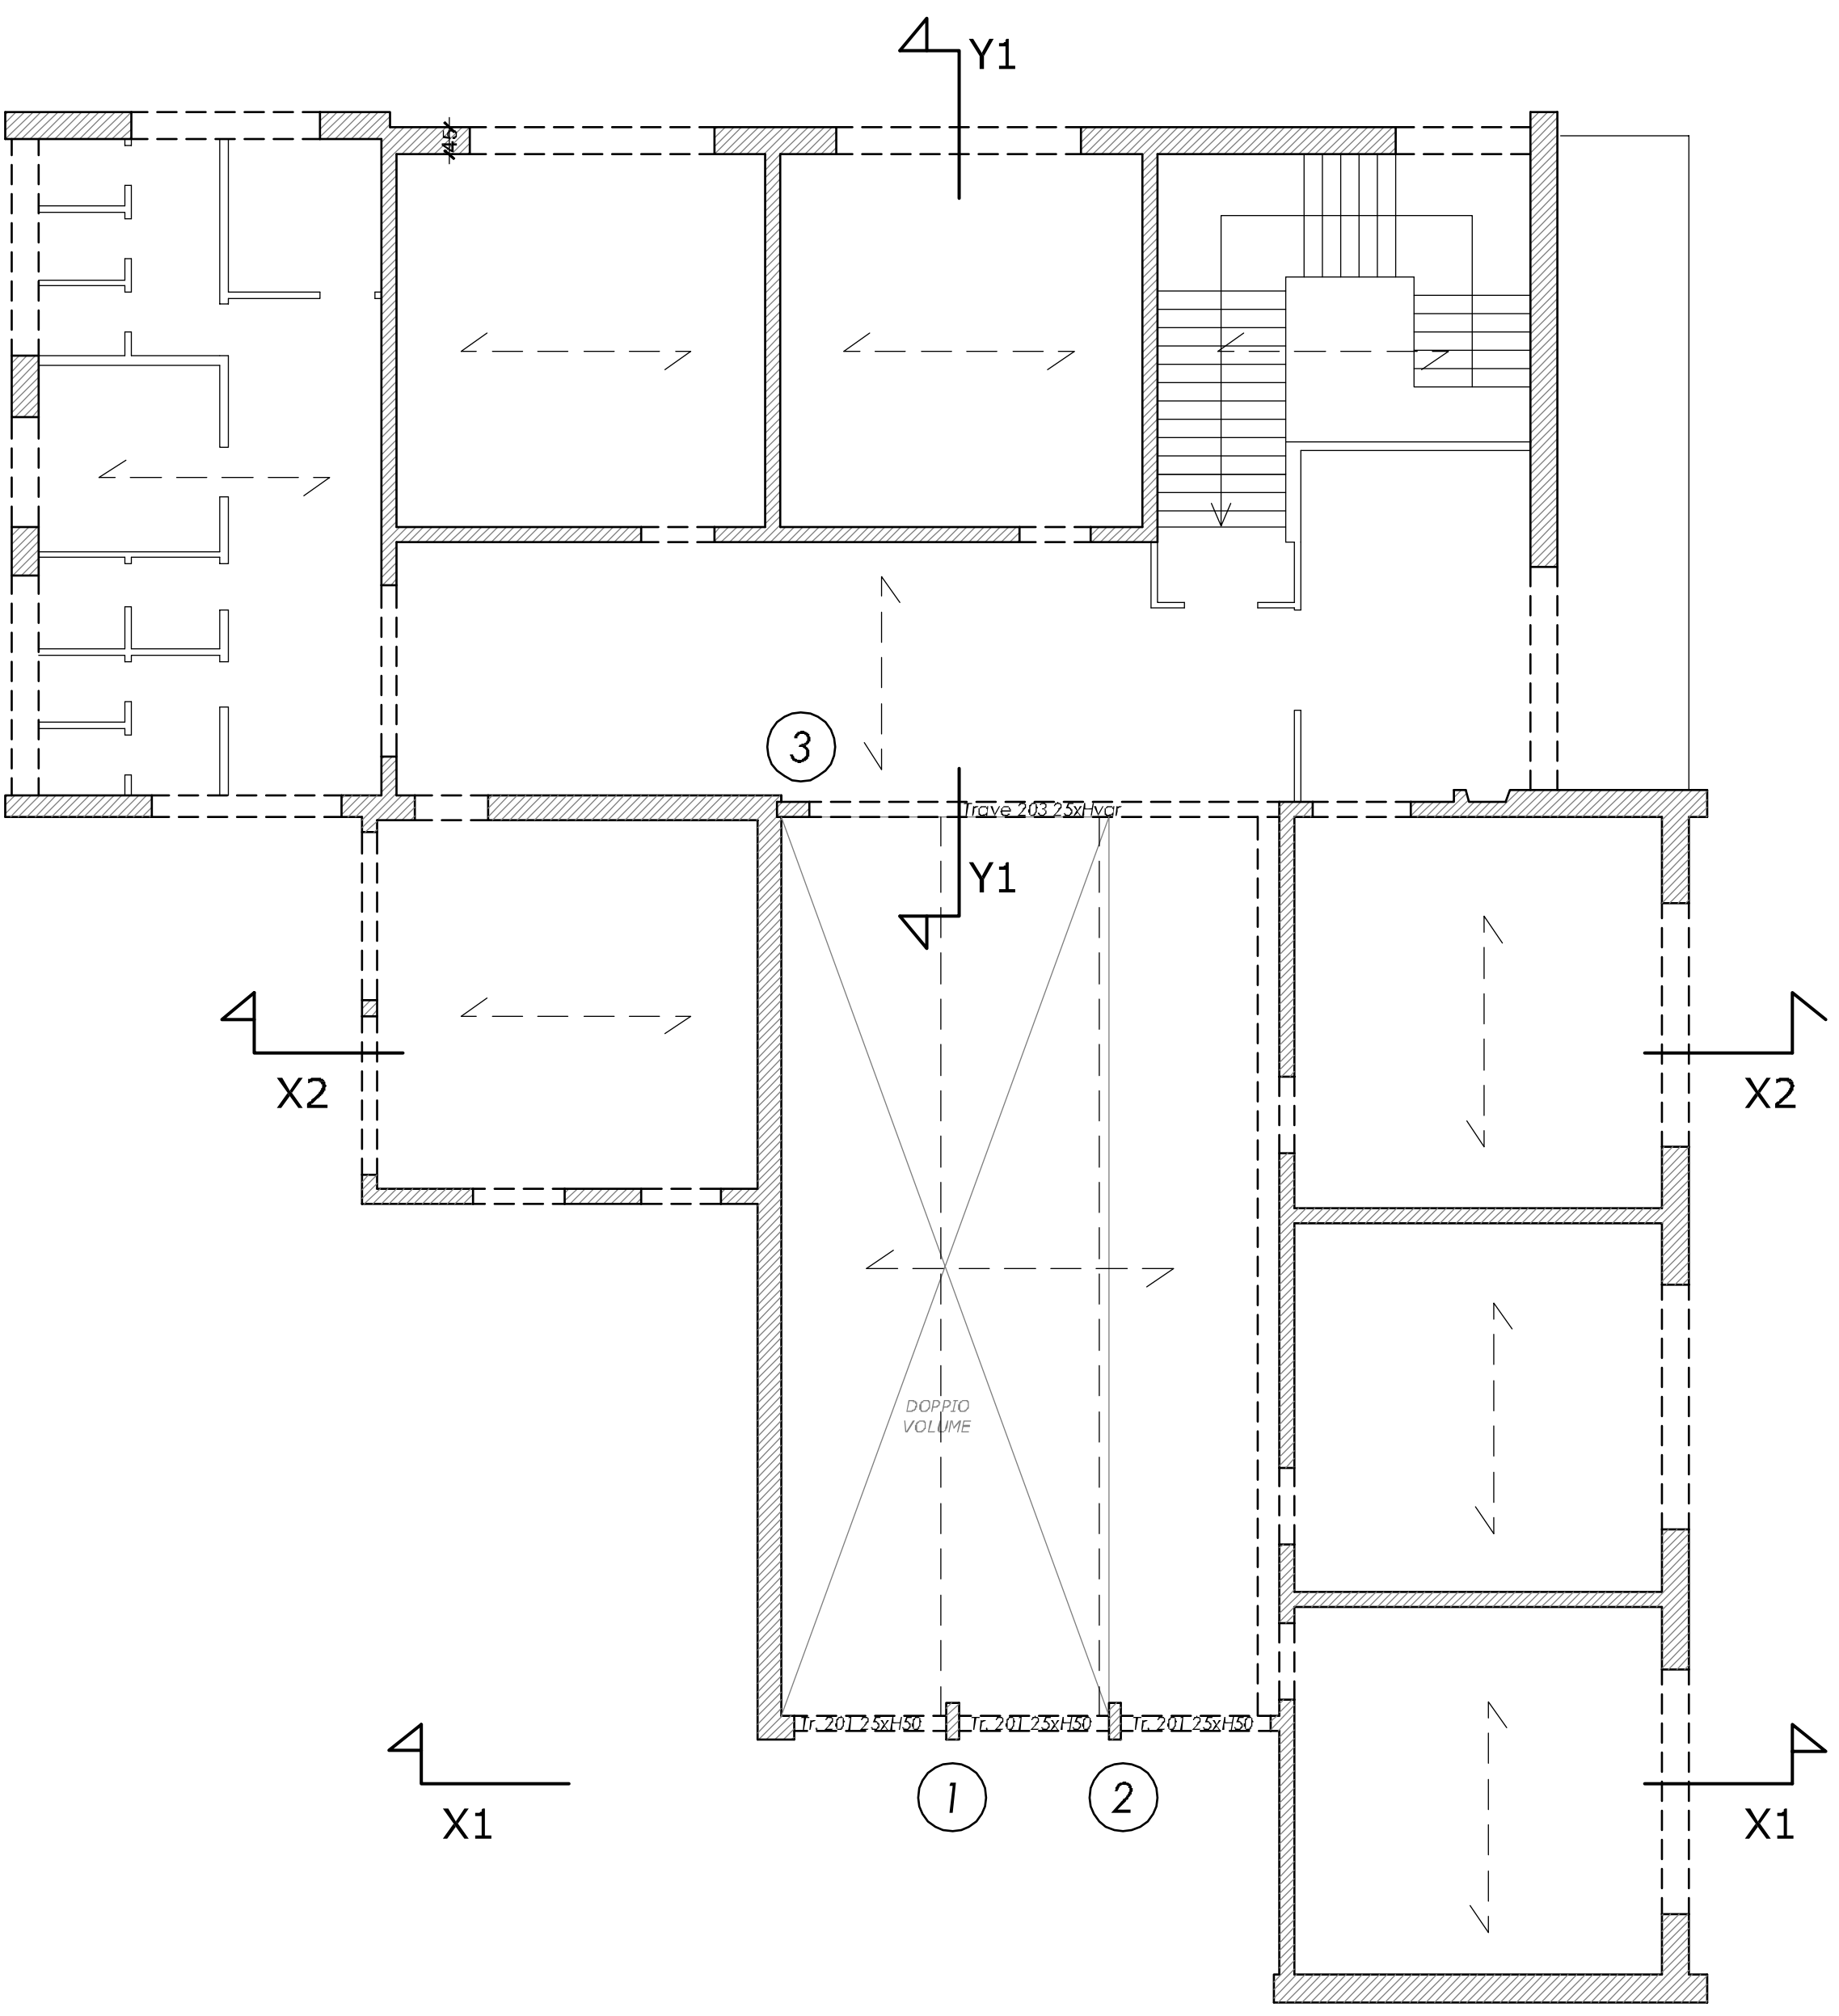 Y1
45
3
Trave 203 25xHvar
Y1
X2
X2
DOPPIO
VOLUME
Tr. 201 25xH50
Tr. 201 25xH50
Tr. 201 25xH50
1
2
X1
X1